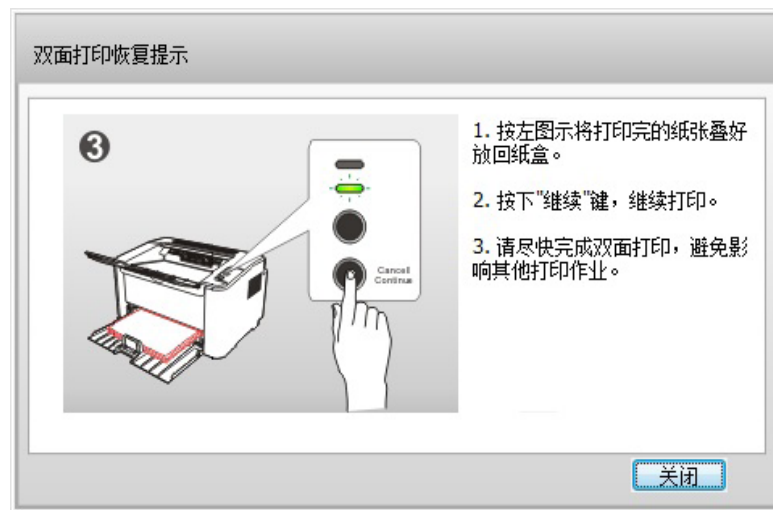 双面打印恢复提示
3
1. 按左图示将打印完的纸张叠好
放回纸盒。
2. 按下"继续"键，继续打印。
3. 请尽快完成双面打印，避免影
响其他打印作业。
Cancell
Continue
关闭